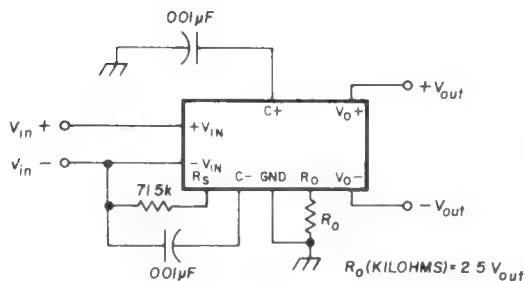 001µF
C+ Vo+ +Vout
Vin + +VIN
Vin - -VIN
RS C- GND RO Vo- -Vout
71 5k
RO
001µF
RO(KILOHMS)= 2 5 Vout